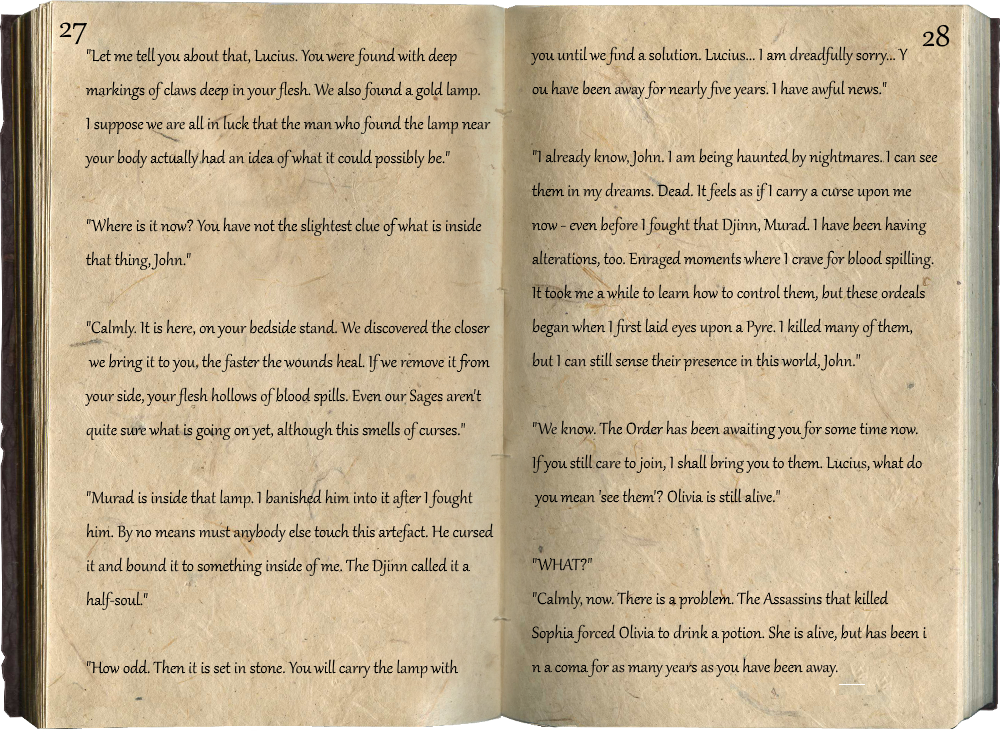 27
"Let me tell you about that, Lucius. You were found with deep
markings of claws deep in your flesh. We also found a gold lamp.
I suppose we are all in luck that the man who found the lamp near
your body actually had an idea of what it could possibly be."
"Where is it now? You have not the slightest clue of what is inside
that thing, John."
"Calmly. It is here, on your bedside stand. We discovered the closer
we bring it to you, the faster the wounds heal. If we remove it from
your side, your flesh hollows of blood spills. Even our Sages aren't
quite sure what is going on yet, although this smells of curses."
"Murad is inside that lamp. I banished him into it after I fought
him. By no means must anybody else touch this artefact. He cursed
it and bound it to something inside of me. The Djinn called it a
half-soul."
"How odd. Then it is set in stone. You will carry the lamp with
28
you until we find a solution. Lucius... I am dreadfully sorry... Y
ou have been away for nearly five years. I have awful news."
"I already know, John. I am being haunted by nightmares. I can see
them in my dreams. Dead. It feels as if I carry a curse upon me
now - even before I fought that Djinn, Murad. I have been having
alterations, too. Enraged moments where I crave for blood spilling.
It took me a while to learn how to control them, but these ordeals
began when I first laid eyes upon a Pyre. I killed many of them,
but I can still sense their presence in this world, John."
"We know. The Order has been awaiting you for some time now.
If you still care to join, I shall bring you to them. Lucius, what do
you mean 'see them'? Olivia is still alive."
"WHAT?"
"Calmly, now. There is a problem. The Assassins that killed
Sophia forced Olivia to drink a potion. She is alive, but has been i
n a coma for as many years as you have been away.